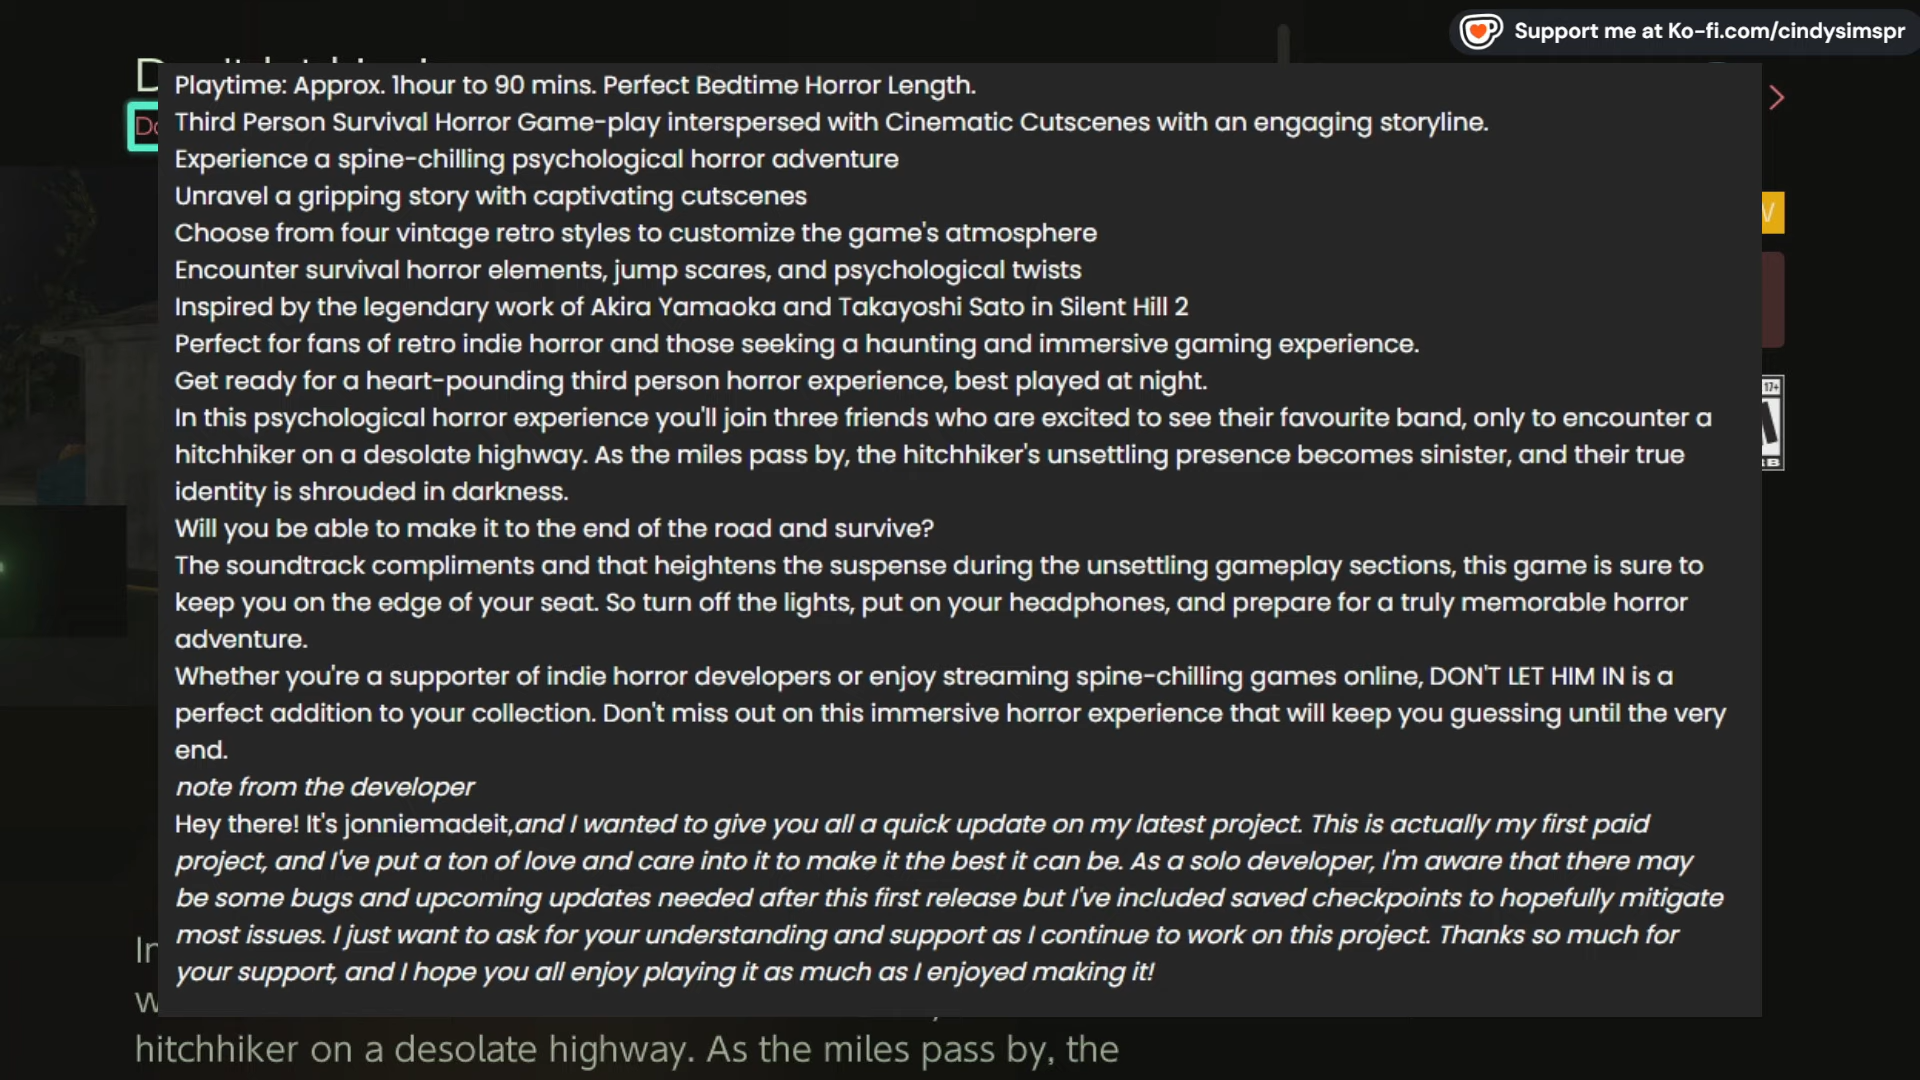 Support me at Ko-fi.com/cindysimspr
Playtime: Approx. 1hour to 90 mins. Perfect Bedtime Horror Length.
Third Person Survival Horror Game-play interspersed with Cinematic Cutscenes with an engaging storyline.
Experience a spine-chilling psychological horror adventure
Unravel a gripping story with captivating cutscenes
Choose from four vintage retro styles to customize the game's atmosphere
Encounter survival horror elements, jump scares, and psychological twists
Inspired by the legendary work of Akira Yamaoka and Takayoshi Sato in Silent Hill 2
Perfect for fans of retro indie horror and those seeking a haunting and immersive gaming experience.
Get ready for a heart-pounding third person horror experience, best played at night.
In this psychological horror experience you'll join three friends who are excited to see their favourite band, only to encounter a
hitchhiker on a desolate highway. As the miles pass by, the hitchhiker's unsettling presence becomes sinister, and their true
identity is shrouded in darkness.
Will you be able to make it to the end of the road and survive?
The soundtrack compliments and that heightens the suspense during the unsettling gameplay sections, this game is sure to
keep you on the edge of your seat. So turn off the lights, put on your headphones, and prepare for a truly memorable horror
adventure.
Whether you're a supporter of indie horror developers or enjoy streaming spine-chilling games online, DON'T LET HIM IN is a
perfect addition to your collection. Don't miss out on this immersive horror experience that will keep you guessing until the very
end.
note from the developer
Hey there! It's jonniemadeit,and I wanted to give you all a quick update on my latest project. This is actually my first paid
project, and I've put a ton of love and care into it to make it the best it can be. As a solo developer, I'm aware that there may
be some bugs and upcoming updates needed after this first release but I've included saved checkpoints to hopefully mitigate
most issues. I just want to ask for your understanding and support as I continue to work on this project. Thanks so much for
your support, and I hope you all enjoy playing it as much as I enjoyed making it!
17+
hitchhiker on a desolate highway. As the miles pass by, the